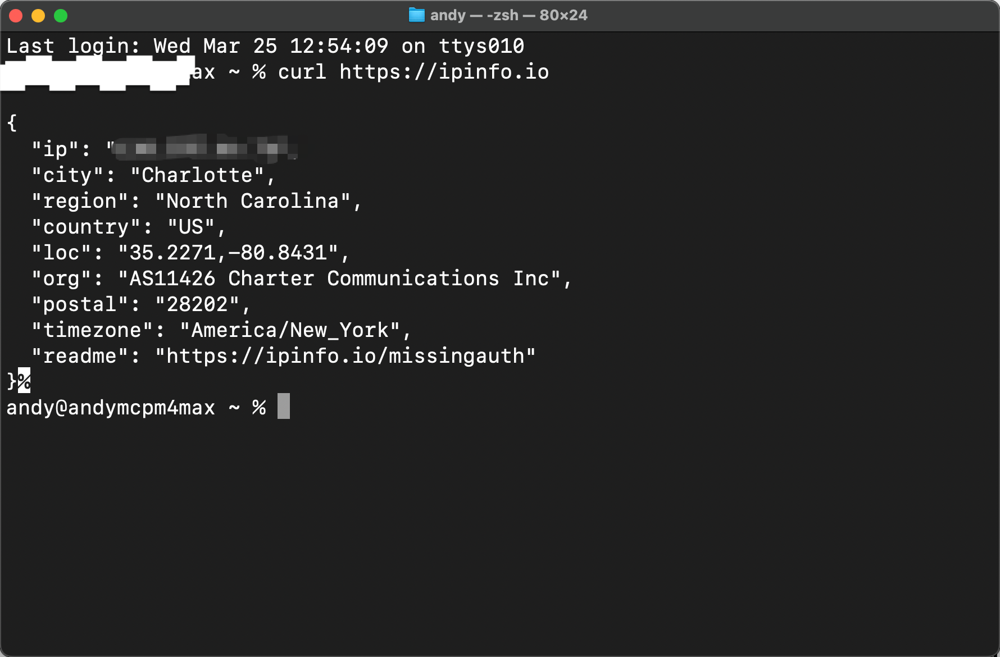 andy — -zsh — 80×24
Last login: Wed Mar 25 12:54:09 on ttys010
ax ~ % curl https://ipinfo.io
{
  "ip": "
  "city": "Charlotte",
  "region": "North Carolina",
  "country": "US",
  "loc": "35.2271,-80.8431",
  "org": "AS11426 Charter Communications Inc",
  "postal": "28202",
  "timezone": "America/New_York",
  "readme": "https://ipinfo.io/missingauth"
}%
andy@andymcpm4max ~ %